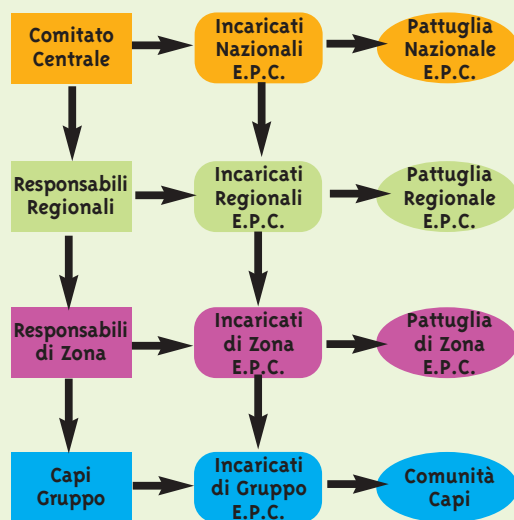 Comitato
Centrale
Incaricati
Nazionali
E.P.C.
Pattuglia
Nazionale
E.P.C.
Responsabili
Regionali
Incaricati
Regionali
E.P.C.
Pattuglia
Regionale
E.P.C.
Responsabili
di Zona
Incaricati
di Zona
E.P.C.
Pattuglia
di Zona
E.P.C.
Capi
Gruppo
Incaricati
di Gruppo
E.P.C.
Comunità
Capi